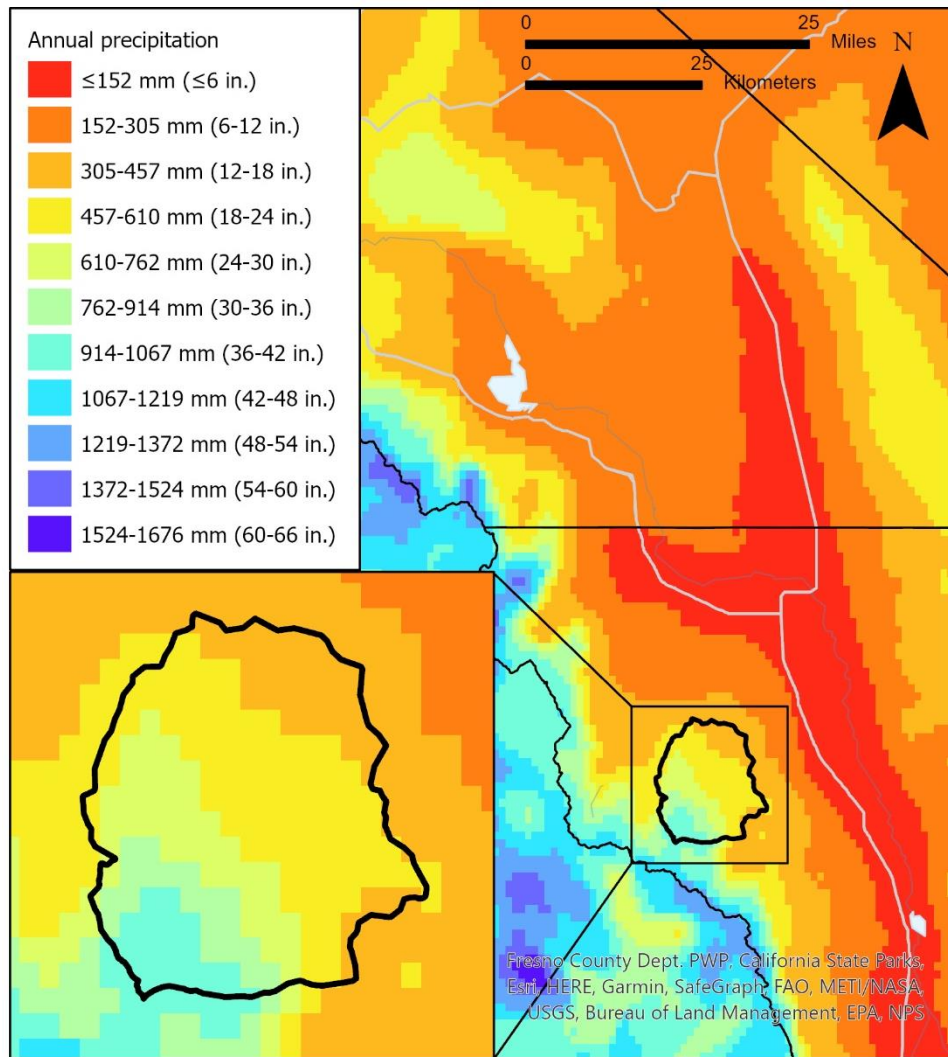 Annual precipitation
≤152 mm (≤6 in.)
152-305 mm (6-12 in.)
305-457 mm (12-18 in.)
457-610 mm (18-24 in.)
610-762 mm (24-30 in.)
762-914 mm (30-36 in.)
914-1067 mm (36-42 in.)
1067-1219 mm (42-48 in.)
1219-1372 mm (48-54 in.)
1372-1524 mm (54-60 in.)
1524-1676 mm (60-66 in.)
0 25
Miles
0 25
Kilometers
N
Fresno County Dept. PWP, California State Parks,
Esri, HERE, Garmin, SafeGraph, FAO, METI/NASA,
USGS, Bureau of Land Management, EPA, NPS